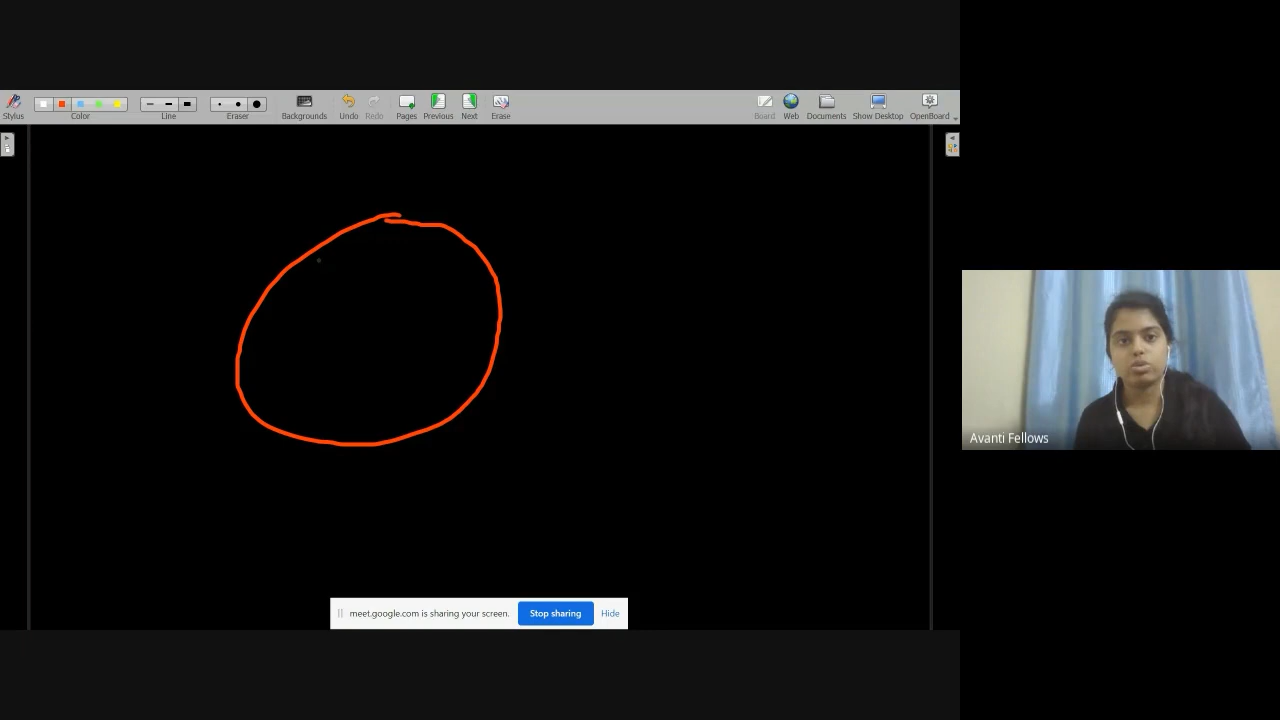 Stylus Color Line Eraser Backgrounds Undo Redo Pages Previous Next Erase Board Web Documents Show Desktop OpenBoard
Avanti Fellows
meet.google.com is sharing your screen. Stop sharing Hide